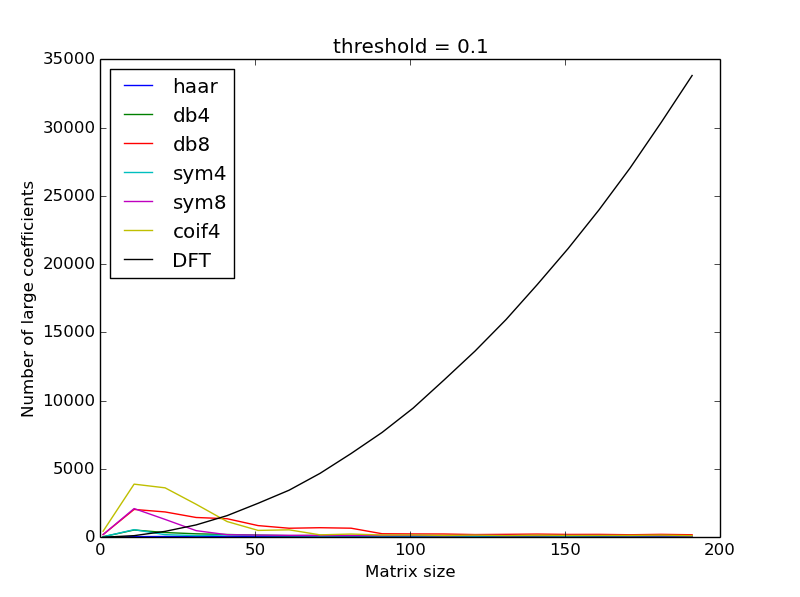 threshold = 0.1
35000
30000
25000
20000
15000
10000
5000
0
Number of large coefficients
haar
db4
db8
sym4
sym8
coif4
DFT
0 50 100 150 200
Matrix size